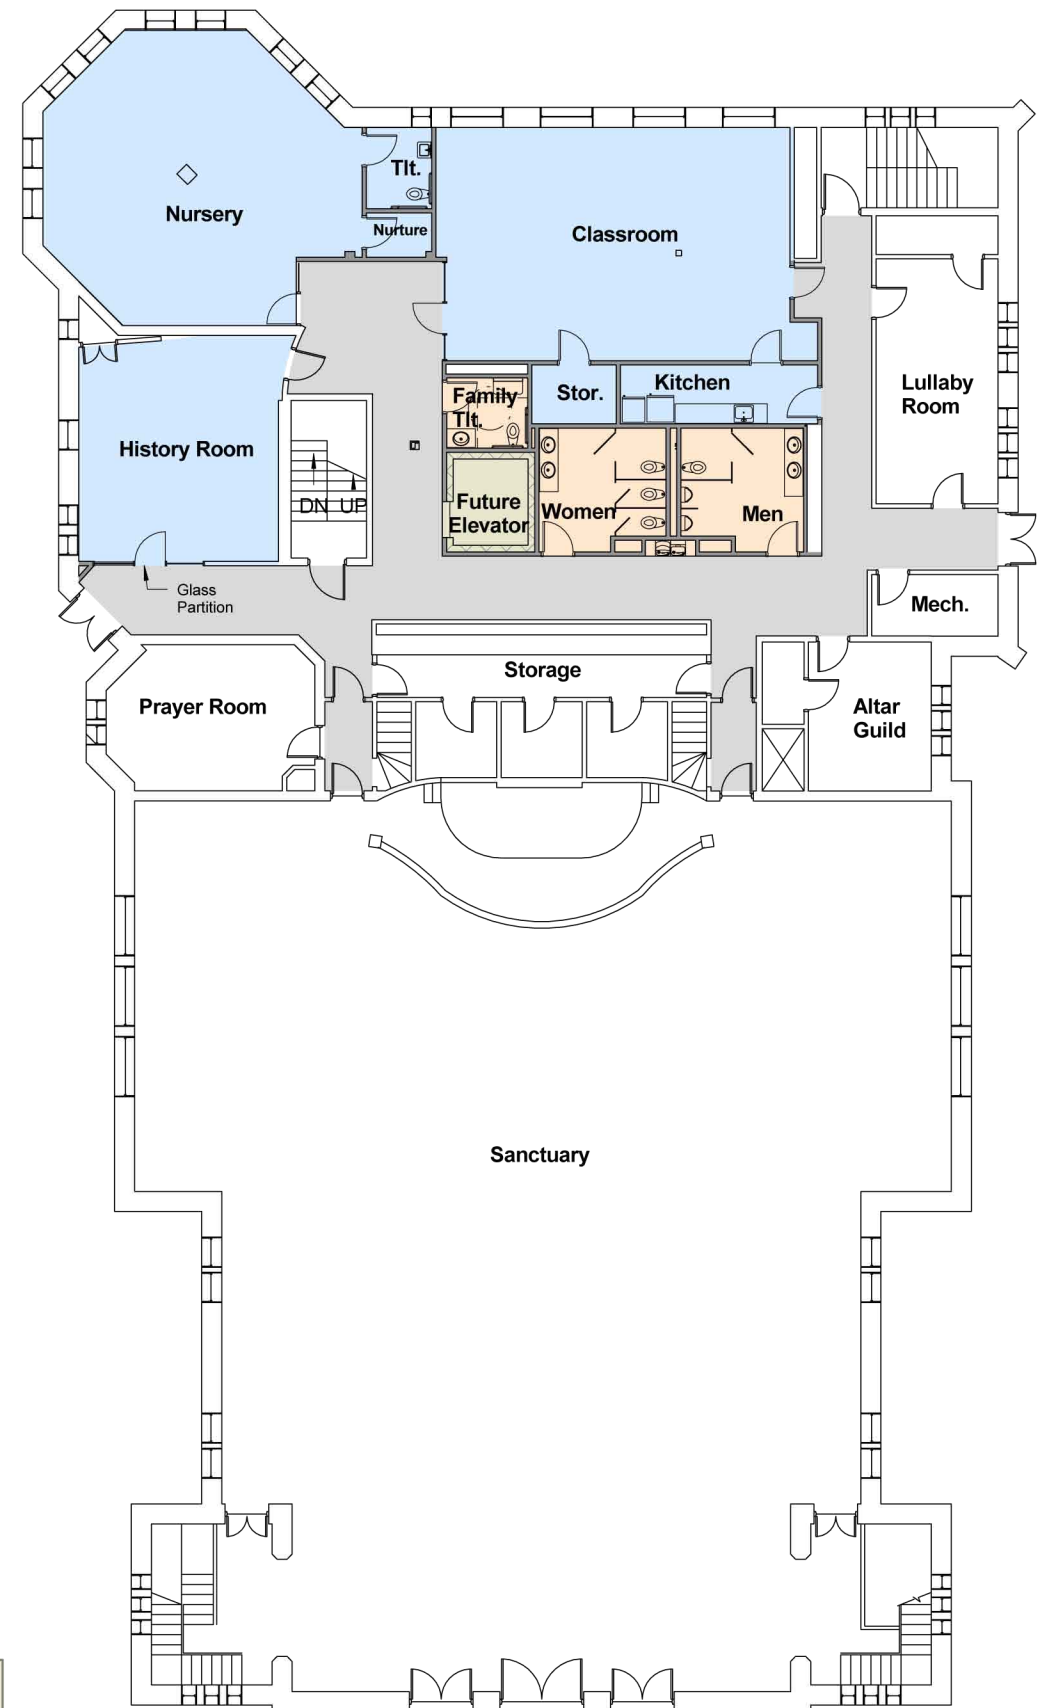 Tlt.
Nursery
Nurture
Classroom
Family
Tlt.
Stor.
Kitchen
Lullaby
Room
History Room
DN UP
Future
Elevator
Women
Men
Glass
Partition
Mech.
Storage
Prayer Room
Altar
Guild
Sanctuary